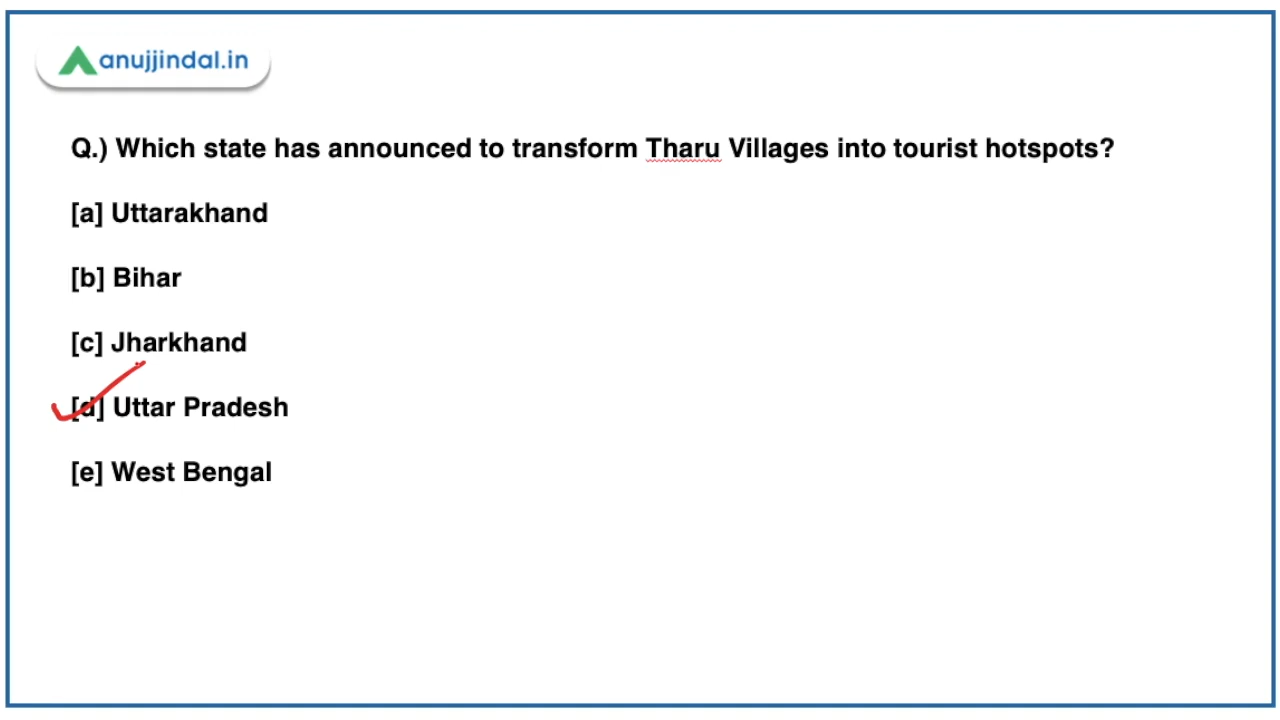 anujjindal.in
Q.) Which state has announced to transform Tharu Villages into tourist hotspots?
[a] Uttarakhand
[b] Bihar
[c] Jharkhand
[d] Uttar Pradesh
[e] West Bengal